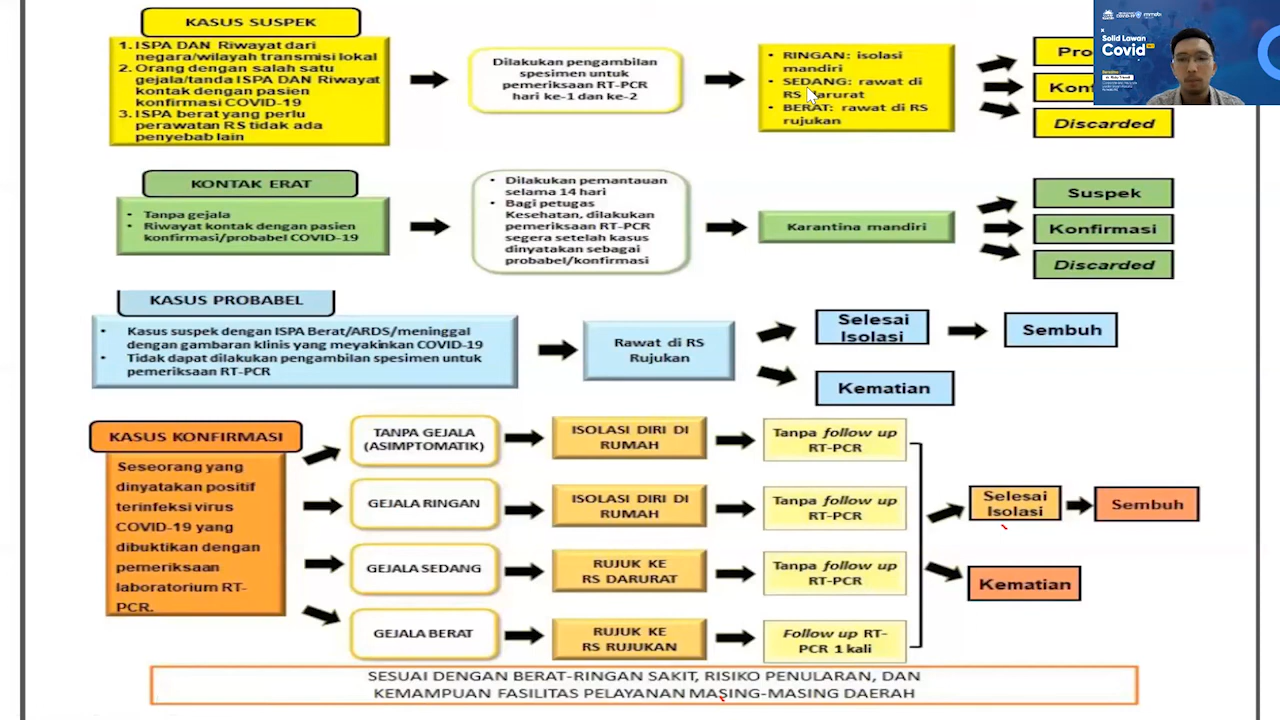 KASUS SUSPEK
1. ISPA DAN Riwayat dari
negara/wilayah transmisi lokal
2. Orang dengan salah satu
gejala/tanda ISPA DAN Riwayat
kontak dengan pasien
konfirmasi COVID-19
3. ISPA berat yang perlu
perawatan RS tidak ada
penyebab lain
Dilakukan pengambilan
spesimen untuk
pemeriksaan RT-PCR
hari ke-1 dan ke-2
• RINGAN: isolasi
mandiri
• SEDANG: rawat di
RS Darurat
• BERAT: rawat di RS
rujukan
Pro
Konf
Discarded
Solid Lawan
Covid
KONTAK ERAT
• Tanpa gejala
• Riwayat kontak dengan pasien
konfirmasi/probabel COVID-19
• Dilakukan pemantauan
selama 14 hari
• Bagi petugas
Kesehatan, dilakukan
pemeriksaan RT-PCR
segera setelah kasus
dinyatakan sebagai
probabel/konfirmasi
Karantina mandiri
Suspek
Konfirmasi
Discarded
KASUS PROBABEL
• Kasus suspek dengan ISPA Berat/ARDS/meninggal
dengan gambaran klinis yang meyakinkan COVID-19
• Tidak dapat dilakukan pengambilan spesimen untuk
pemeriksaan RT-PCR
Rawat di RS
Rujukan
Selesai
Isolasi
Sembuh
Kematian
KASUS KONFIRMASI
Seseorang yang
dinyatakan positif
terinfeksi virus
COVID-19 yang
dibuktikan dengan
pemeriksaan
laboratorium RT-
PCR.
TANPA GEJALA
(ASIMPTOMATIK)
ISOLASI DIRI DI
RUMAH
Tanpa follow up
RT-PCR
GEJALA RINGAN
ISOLASI DIRI DI
RUMAH
Tanpa follow up
RT-PCR
GEJALA SEDANG
RUJUK KE
RS DARURAT
Tanpa follow up
RT-PCR
GEJALA BERAT
RUJUK KE
RS RUJUKAN
Follow up RT-
PCR 1 kali
Selesai
Isolasi
Sembuh
Kematian
SESUAI DENGAN BERAT-RINGAN SAKIT, RISIKO PENULARAN, DAN
KEMAMPUAN FASILITAS PELAYANAN MASING-MASING DAERAH